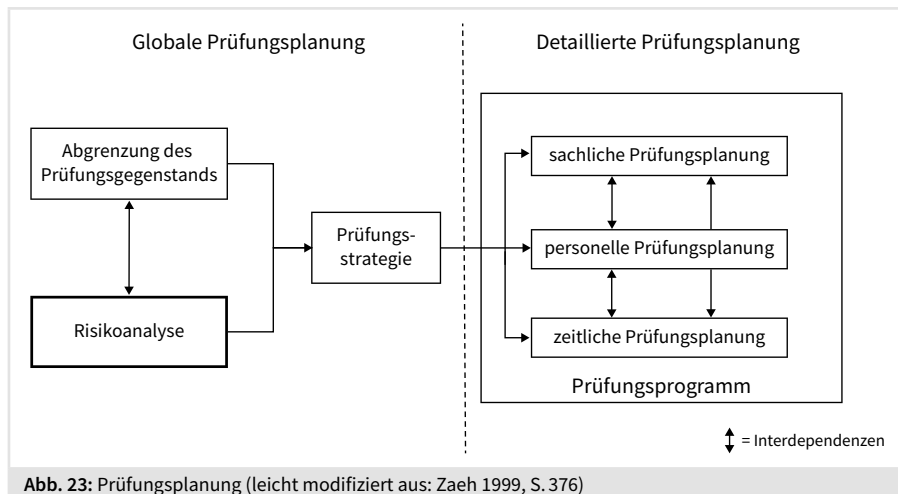 Globale Prüfungsplanung
Detaillierte Prüfungsplanung
Abgrenzung des
Prüfungsgegenstands
Risikoanalyse
Prüfungs-
strategie
sachliche Prüfungsplanung
personelle Prüfungsplanung
zeitliche Prüfungsplanung
Prüfungsprogramm
= Interdependenzen
Abb. 23: Prüfungsplanung (leicht modifiziert aus: Zaeh 1999, S. 376)